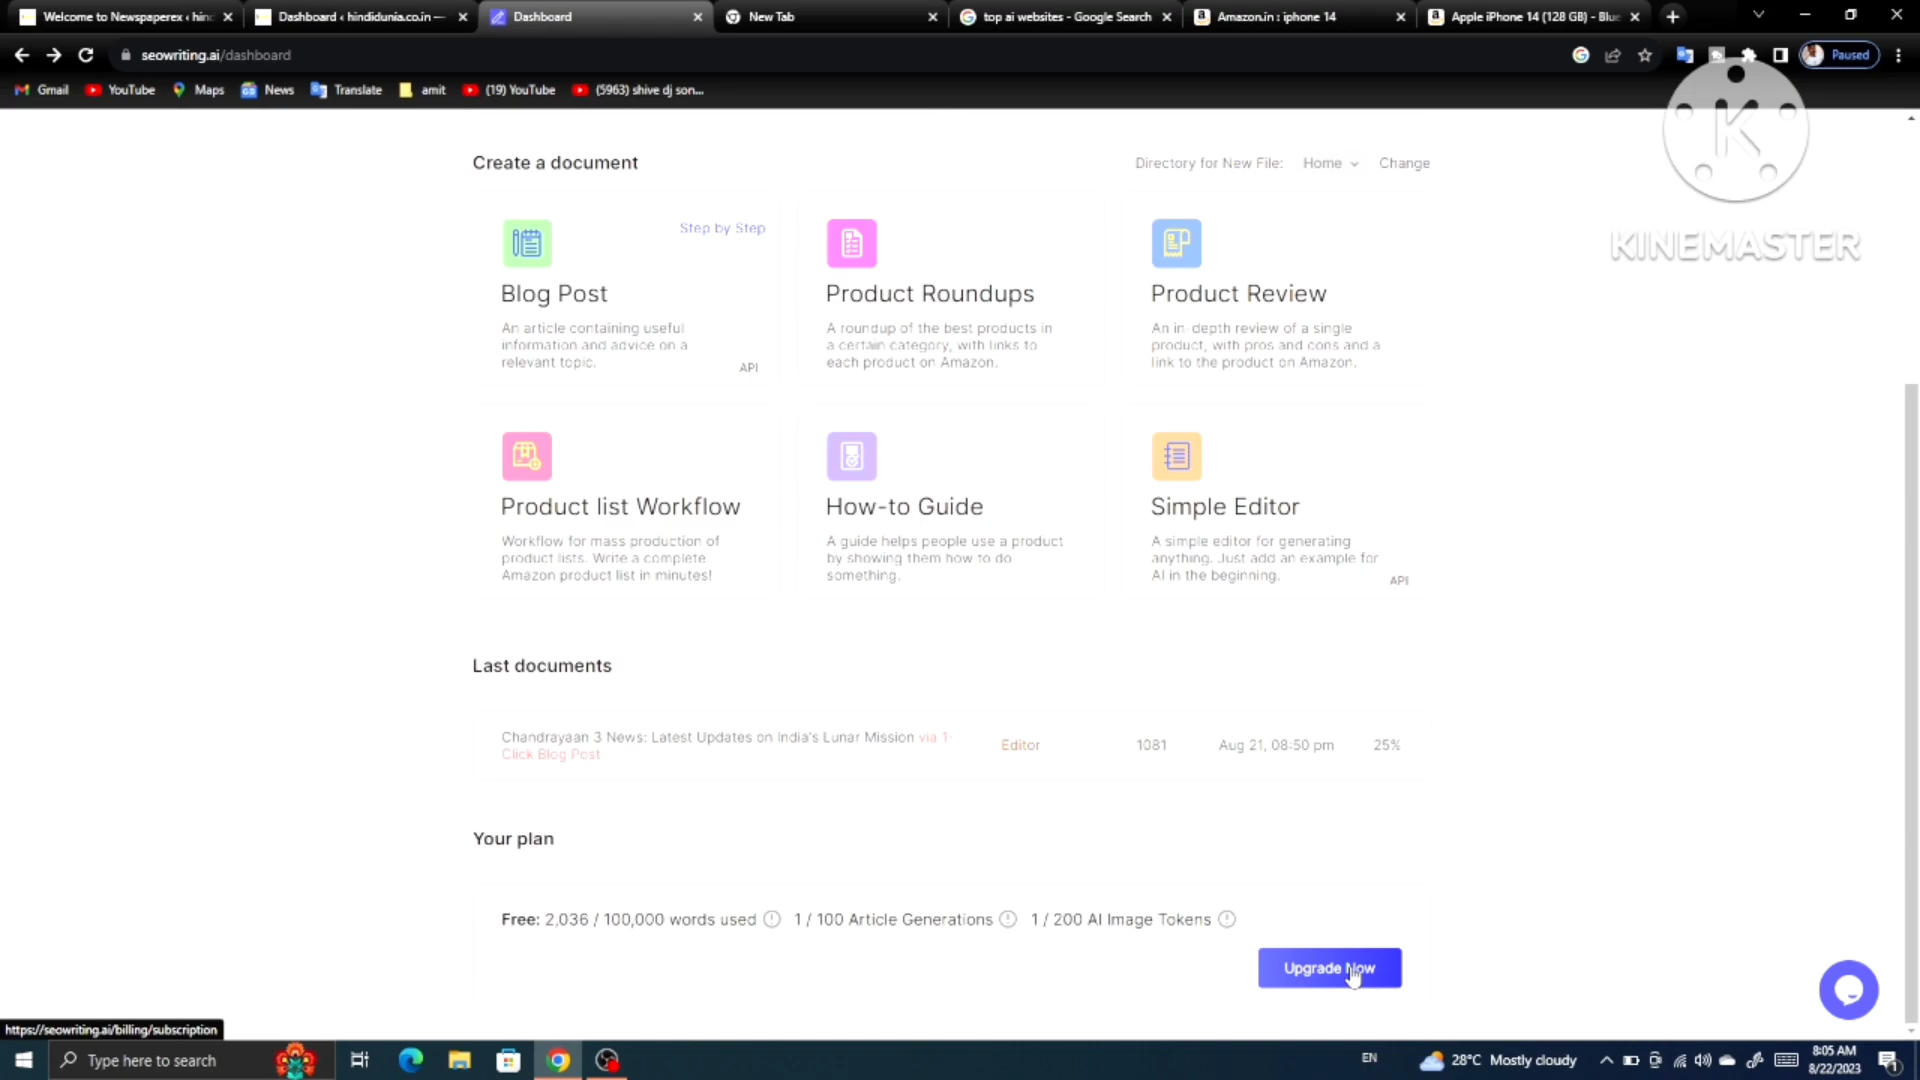 Welcome to Newspaperex ‹ hin
Dashboard ‹ hindidunia.co.in —
Dashboard
New Tab
top ai websites - Google Search
Amazon.in : iphone 14
Apple iPhone 14 (128 GB) - Blue
seowriting.ai/dashboard
Paused
Gmail
YouTube
Maps
News
Translate
amit
(19) YouTube
(5963) shive dj son...
K
KINEMASTER
Create a document
Directory for New File: Home Change
Step by Step
Blog Post
An article containing useful
information and advice on a
relevant topic.
API
Product Roundups
A roundup of the best products in
a certain category, with links to
each product on Amazon.
Product Review
An in-depth review of a single
product, with pros and cons and a
link to the product on Amazon.
Product list Workflow
Workflow for mass production of
product lists. Write a complete
Amazon product list in minutes!
How-to Guide
A guide helps people use a product
by showing them how to do
something.
Simple Editor
A simple editor for generating
anything. Just add an example for
AI in the beginning.
API
Last documents
Chandrayaan 3 News: Latest Updates on India's Lunar Mission via 1-
Click Blog Post
Editor
1081
Aug 21, 08:50 pm
25%
Your plan
Free: 2,036 / 100,000 words used 1 / 100 Article Generations 1 / 200 AI Image Tokens
Upgrade Now
https://seowriting.ai/billing/subscription
Type here to search
EN
28°C Mostly cloudy
8:05 AM
8/22/2023
1